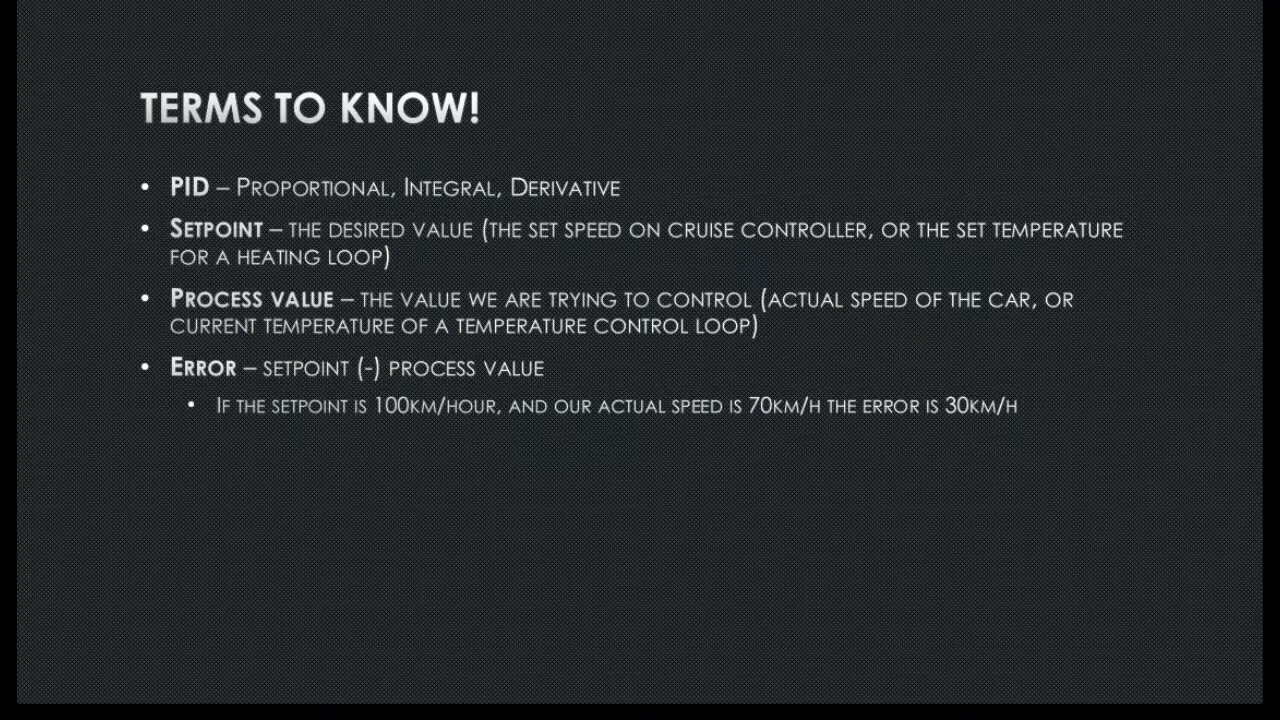 TERMS TO KNOW!
• PID – Proportional, Integral, Derivative
• Setpoint – the desired value (the set speed on cruise controller, or the set temperature
for a heating loop)
• Process value – the value we are trying to control (actual speed of the car, or
current temperature of a temperature control loop)
• Error – setpoint (-) process value
• If the setpoint is 100km/hour, and our actual speed is 70km/h the error is 30km/h